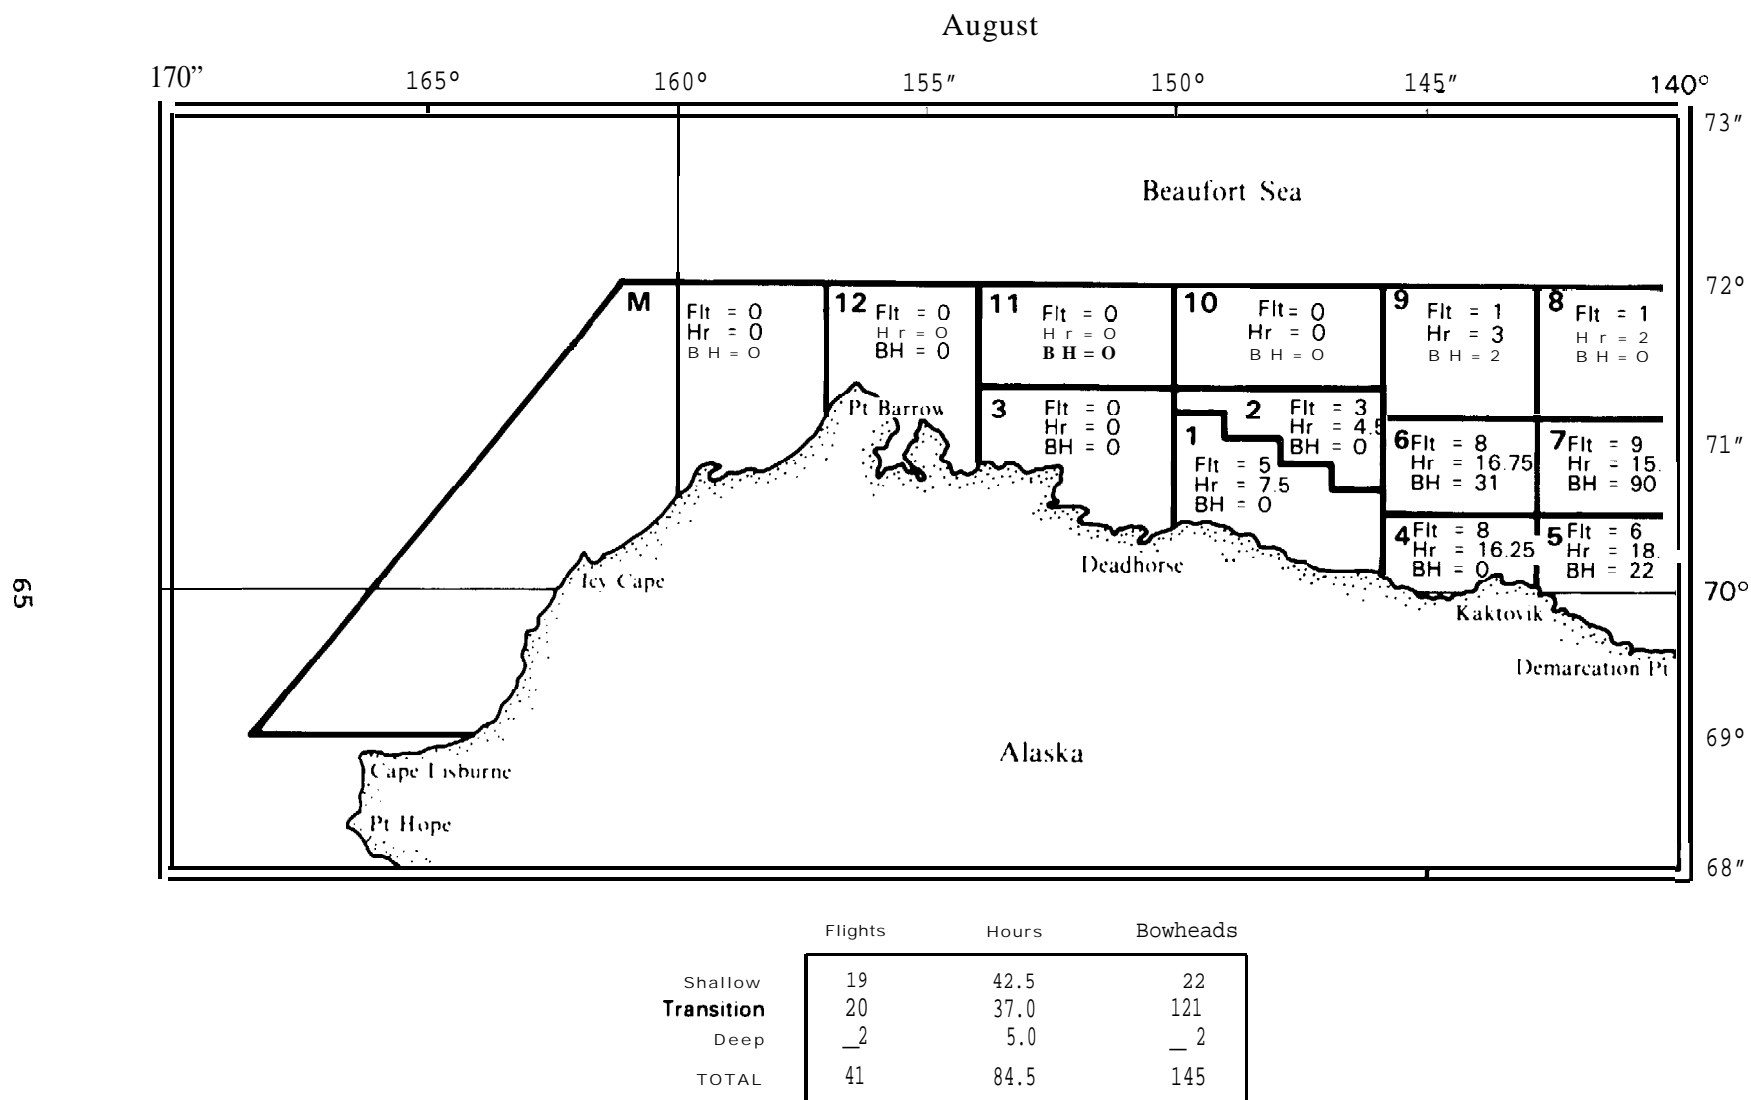 August
170” 165° 160° 155” 150° 145” 140°
73”
Beaufort Sea
72°
M 12 11 10 9 8
Flt = 0 Flt = 0 Flt = 0 Flt = 0 Flt = 1 Flt = 1
Hr = 0 Hr = 0 Hr = 0 Hr = 0 Hr = 3 Hr = 2
BH = 0 BH = 0 BH = 0 BH = 0 BH = 2 BH = 0
Pt Barrow
3 Flt = 0
Hr = 0
BH = 0
2 Flt = 3
Hr = 4.5
BH = 0
1
Flt = 5
Hr = 7.5
BH = 0
6 Flt = 8
Hr = 16.75
BH = 31
7 Flt = 9
Hr = 15.
BH = 90
71”
4 Flt = 8
Hr = 16.25
BH = 0
5 Flt = 6
Hr = 18.
BH = 22
Deadhorse
Icy Cape
65
70°
Kaktovik
Demarcation Pt
69°
Alaska
Cape Lisburne
Pt Hope
68”
Flights Hours Bowheads
Shallow 19 42.5 22
Transition 20 37.0 121
Deep _2 5.0 _ 2
TOTAL 41 84.5 145